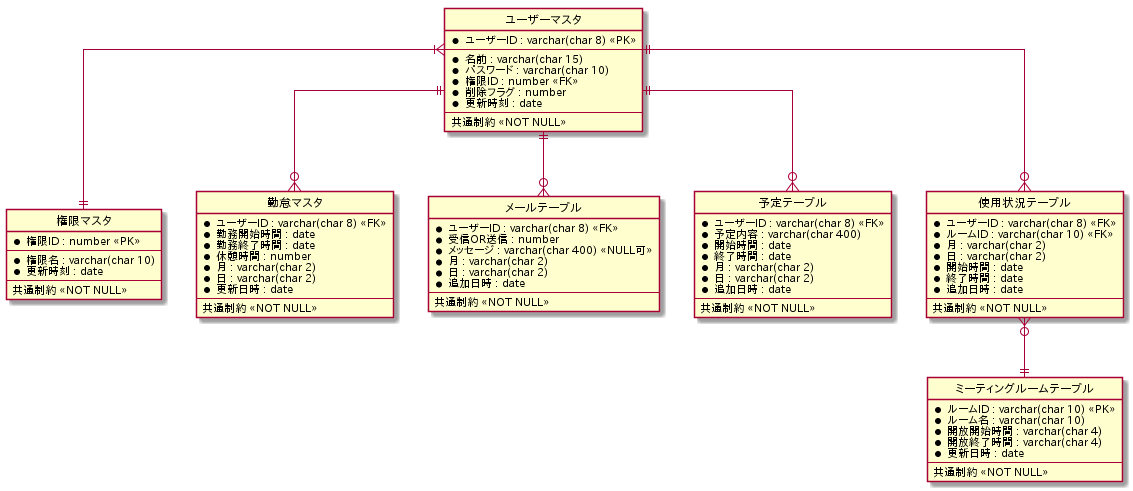 ユーザーマスタ
ユーザーID : varchar(char 8) «PK»
名前 : varchar(char 15)
パスワード : varchar(char 10)
権限ID : number «FK»
削除フラグ : number
更新時刻 : date
共通制約 «NOT NULL»
権限マスタ
権限ID : number «PK»
権限名 : varchar(char 10)
更新時刻 : date
共通制約 «NOT NULL»
勤怠マスタ
ユーザーID : varchar(char 8) «FK»
勤務開始時間 : date
勤務終了時間 : date
休憩時間 : number
月 : varchar(char 2)
日 : varchar(char 2)
更新日時 : date
共通制約 «NOT NULL»
メールテーブル
ユーザーID : varchar(char 8) «FK»
受信OR送信 : number
メッセージ : varchar(char 400) «NULL可»
月 : varchar(char 2)
日 : varchar(char 2)
追加日時 : date
共通制約 «NOT NULL»
予定テーブル
ユーザーID : varchar(char 8) «FK»
予定内容 : varchar(char 400)
開始時間 : date
終了時間 : date
月 : varchar(char 2)
日 : varchar(char 2)
追加日時 : date
共通制約 «NOT NULL»
使用状況テーブル
ユーザーID : varchar(char 8) «FK»
ルームID : varchar(char 10) «FK»
月 : varchar(char 2)
日 : varchar(char 2)
開始時間 : date
終了時間 : date
追加日時 : date
共通制約 «NOT NULL»
ミーティングルームテーブル
ルームID : varchar(char 10) «PK»
ルーム名 : varchar(char 10)
開放開始時間 : varchar(char 4)
開放終了時間 : varchar(char 4)
更新日時 : date
共通制約 «NOT NULL»